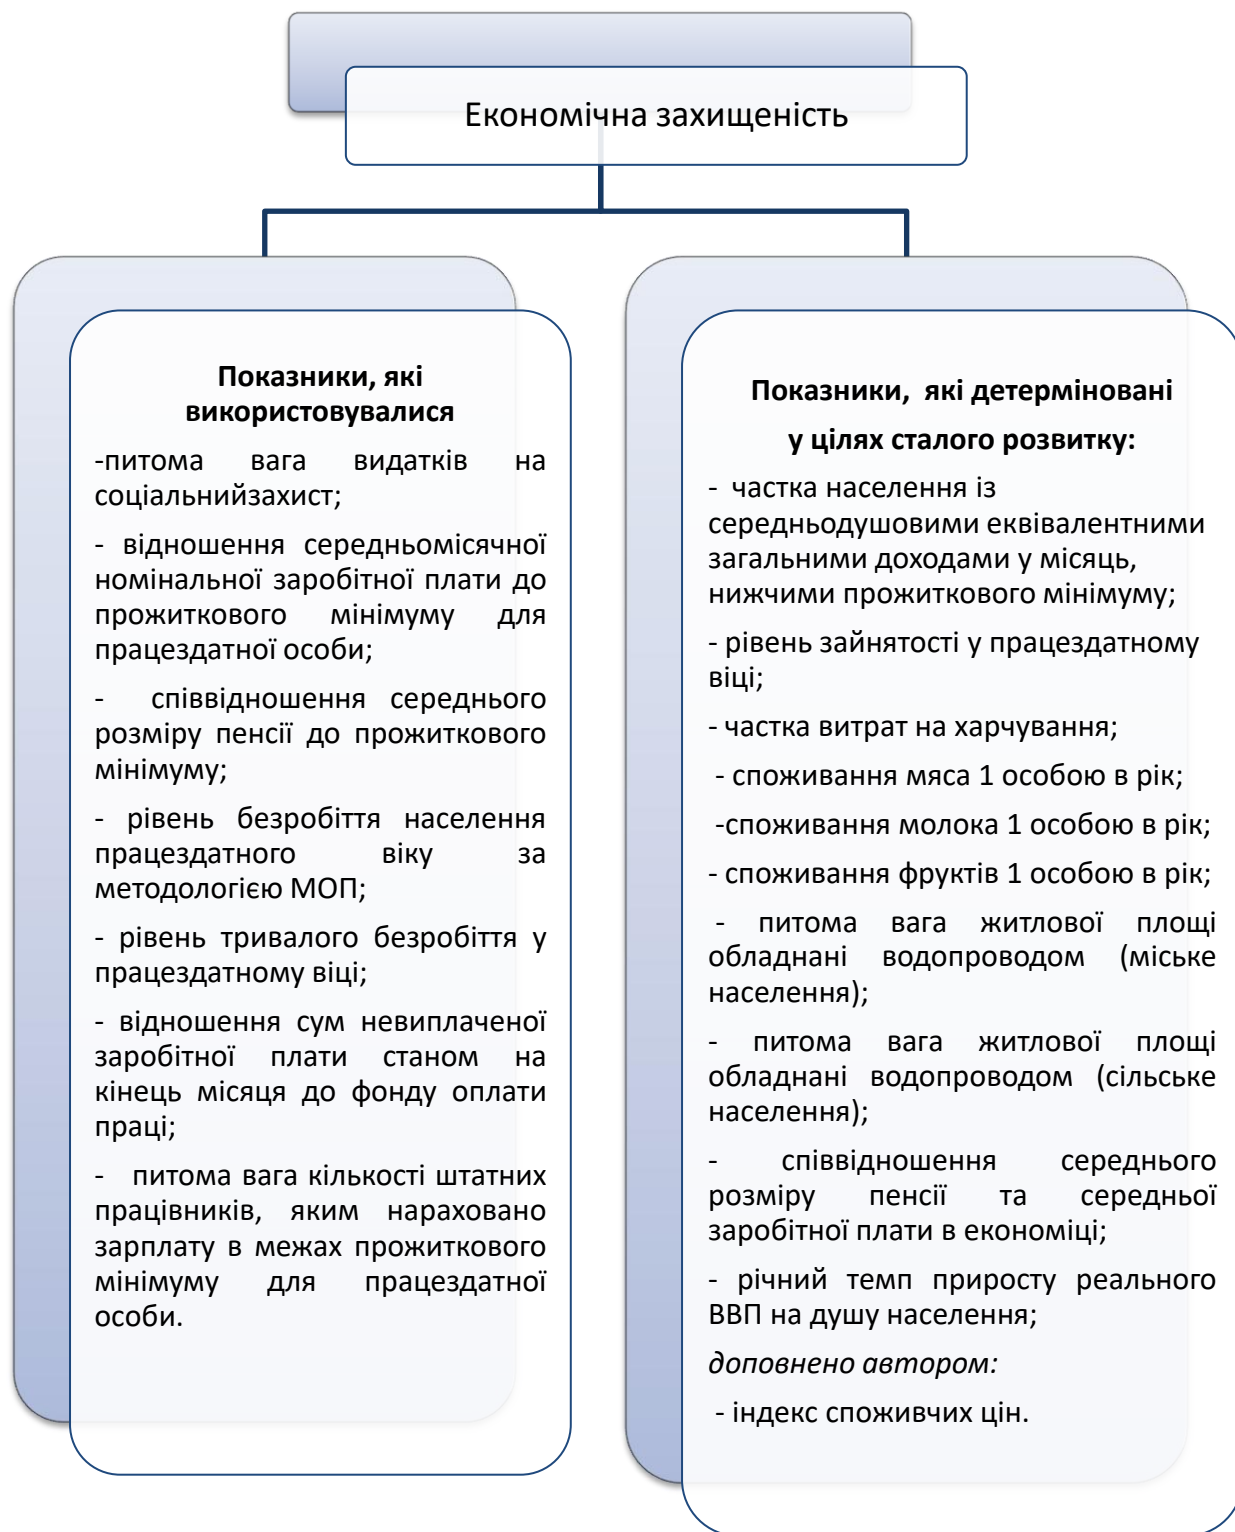 Економічна захищеність
Показники, які
використовувалися
-питома вага видатків на
соціальнийзахист;
- відношення середньомісячної
номінальної заробітної плати до
прожиткового мінімуму для
працездатної особи;
- співвідношення середнього
розміру пенсії до прожиткового
мінімуму;
- рівень безробіття населення
працездатного віку за
методологією МОП;
- рівень тривалого безробіття у
працездатному віці;
- відношення сум невиплаченої
заробітної плати станом на
кінець місяця до фонду оплати
праці;
- питома вага кількості штатних
працівників, яким нараховано
зарплату в межах прожиткового
мінімуму для працездатної
особи.
Показники, які детерміновані
у цілях сталого розвитку:
- частка населення із
середньодушовими еквівалентними
загальними доходами у місяць,
нижчими прожиткового мінімуму;
- рівень зайнятості у працездатному
віці;
- частка витрат на харчування;
- споживання мяса 1 особою в рік;
-споживання молока 1 особою в рік;
- споживання фруктів 1 особою в рік;
- питома вага житлової площі
обладнані водопроводом (міське
населення);
- питома вага житлової площі
обладнані водопроводом (сільське
населення);
- співвідношення середнього
розміру пенсії та середньої
заробітної плати в економіці;
- річний темп приросту реального
ВВП на душу населення;
доповнено автором:
- індекс споживчих цін.